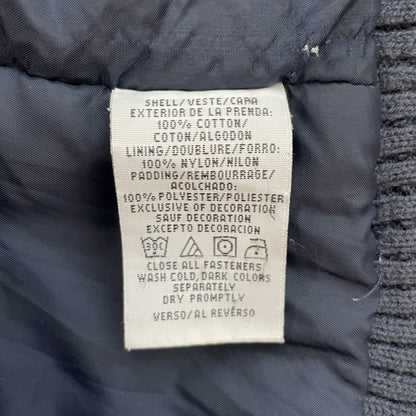 SHELL/VESTE/CAPA
EXTERIOR DE LA PRENDA:
100% COTTON/
COTON/ALGODON
LINING/DOUBLURE/FORRO:
100% NYLON/NILON
PADDING/REMBOURRAGE/
ACOLCHADO:
100% POLYESTER/POLIESTER
EXCLUSIVE OF DECORATION
SAUF DECORATION
EXCEPTO DECORACION
30C
CLOSE ALL FASTENERS
WASH COLD, DARK COLORS
SEPARATELY
DRY PROMPTLY
VERSO/AL REVERSO